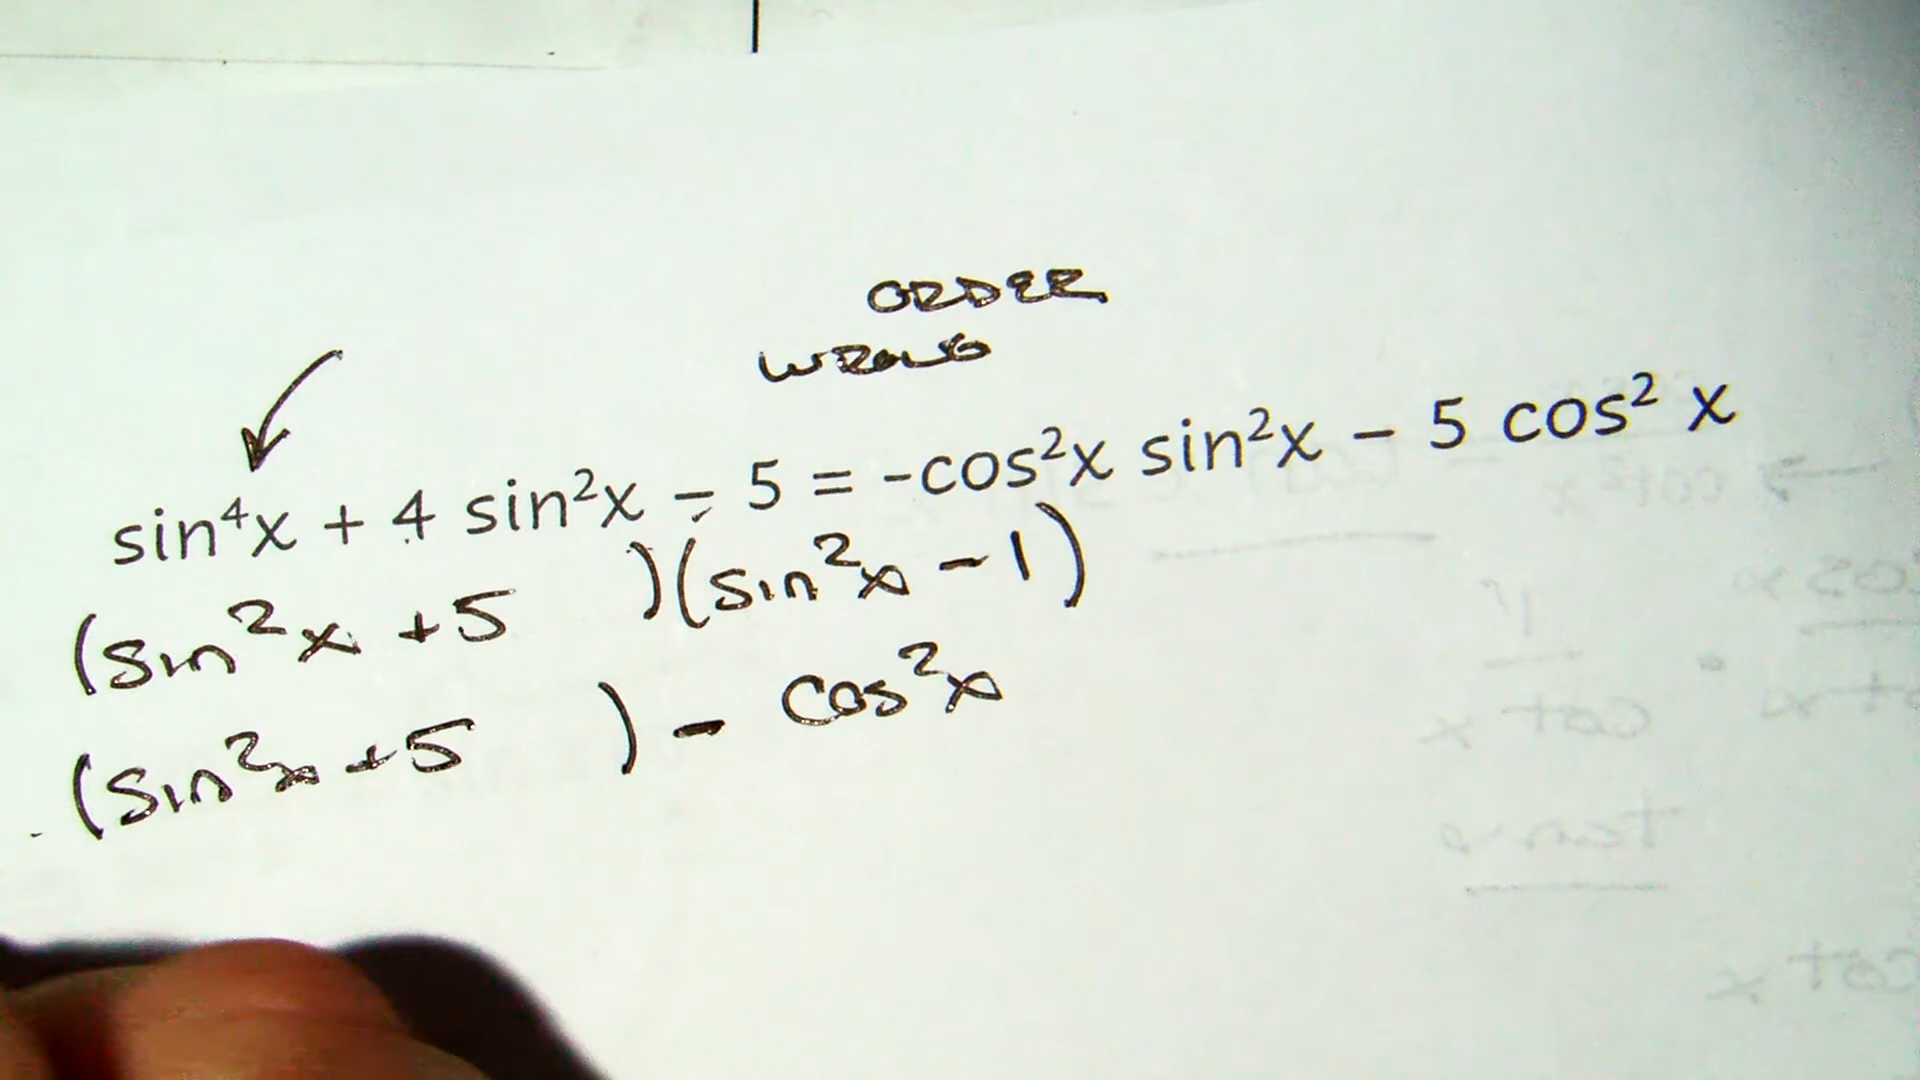 ORDER
WRONG
sin⁴x + 4 sin²x - 5 = -cos²x sin²x - 5 cos² x
(sin²x +5 )(sin²x - 1)
(sin²x +5 ) - cos²x